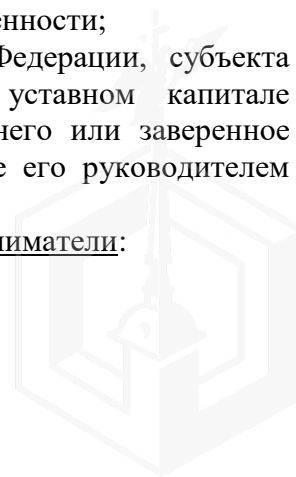 енности;
Федерации, субъекта
уставном капитале
него или заверенное
е его руководителем
ниматели: